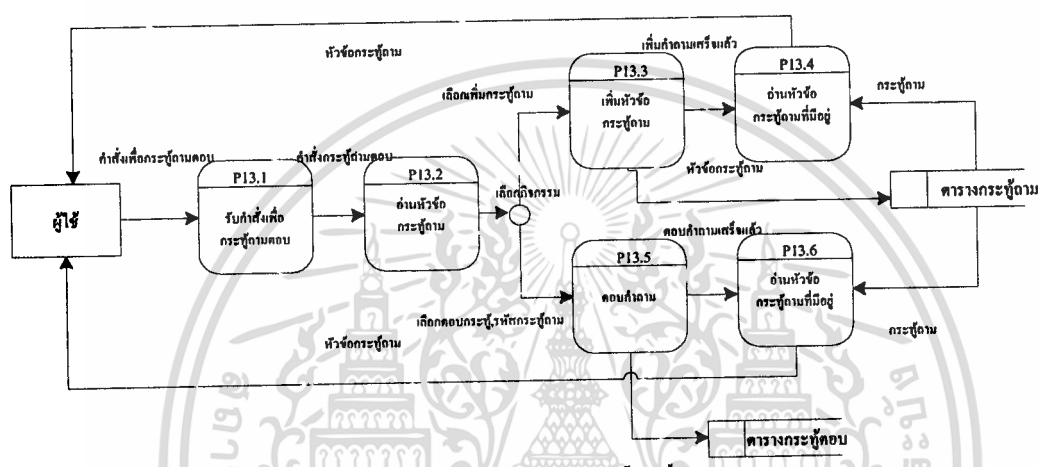 หัวข้อกระทู้ถาม
เพิ่มคำถามเสร็จแล้ว
P13.3
เพิ่มหัวข้อ
กระทู้ถาม
P13.4
อ่านหัวข้อ
กระทู้ถามที่มีอยู่
กระทู้ถาม
เลือกเพิ่มกระทู้ถาม
คำสั่งเพื่อกระทู้ถามตอบ
คำสั่งกระทู้ถามตอบ
หัวข้อกระทู้ถาม
ผู้ใช้
P13.1
รับคำสั่งเพื่อ
กระทู้ถามตอบ
P13.2
อ่านหัวข้อ
กระทู้ถาม
เลือกกิจกรรม
ตารางกระทู้ถาม
ตอบคำถามเสร็จแล้ว
P13.5
ตอบคำถาม
P13.6
อ่านหัวข้อ
กระทู้ถามที่มีอยู่
เลือกตอบกระทู้,รหัสกระทู้ถาม
กระทู้ถาม
หัวข้อกระทู้ถาม
ตารางกระทู้ตอบ